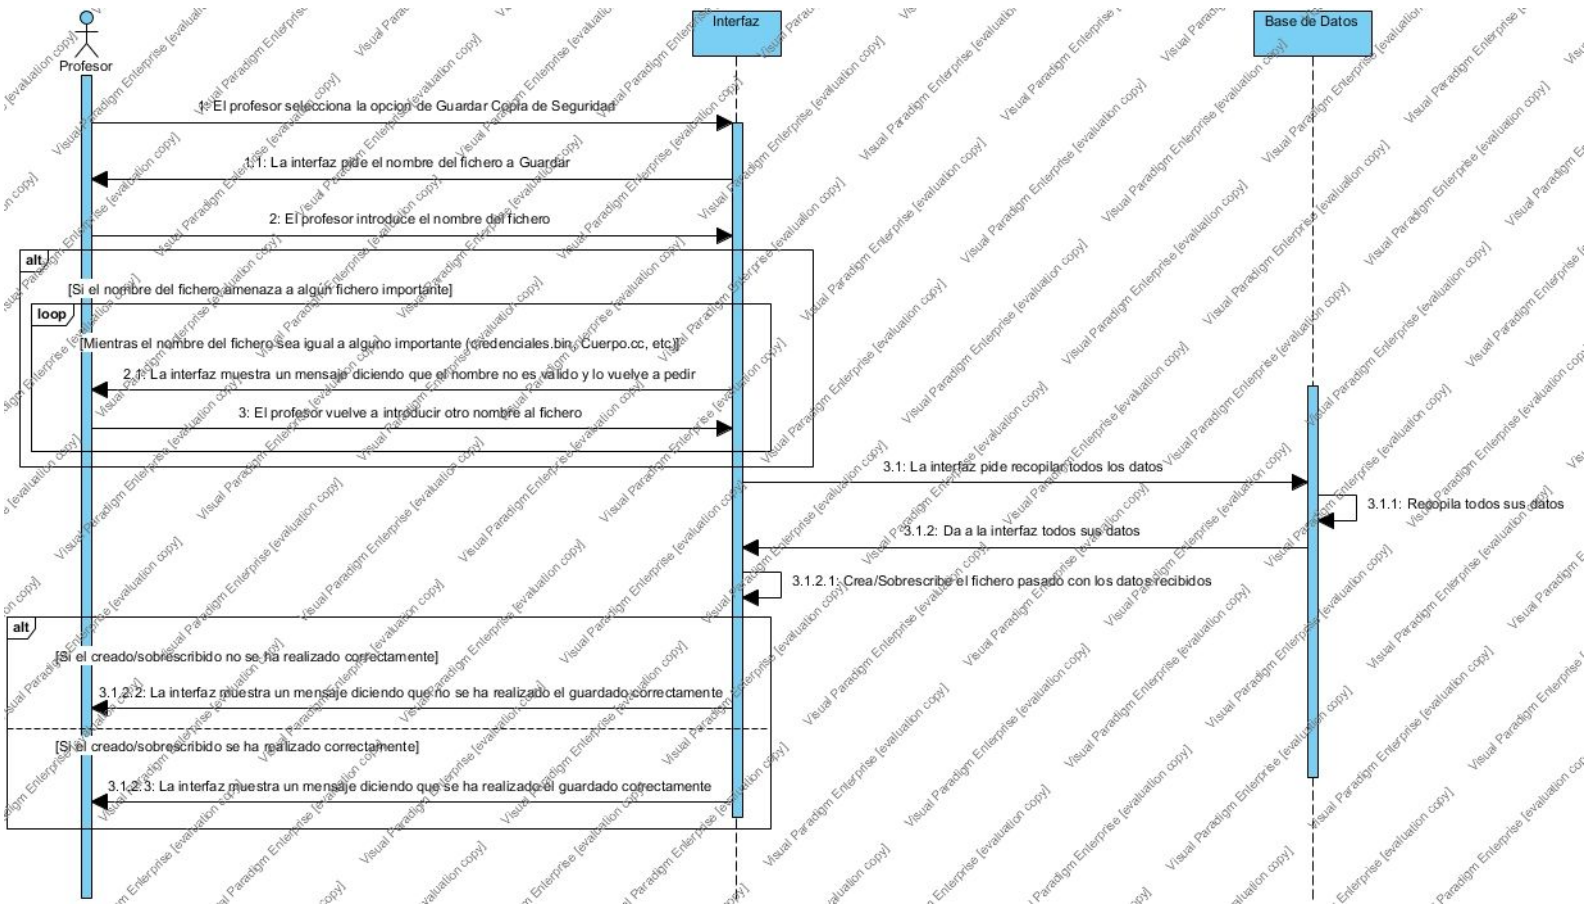 Profesor
Interfaz
Base de Datos
1: El profesor selecciona la opcion de Guardar Copia de Seguridad
1.1: La interfaz pide el nombre del fichero a Guardar
2: El profesor introduce el nombre del fichero
alt
[Si el nombre del fichero amenaza a algún fichero importante]
loop
[Mientras el nombre del fichero sea igual a alguno importante (credenciales.bin, Cuerpo.cc, etc)]
2.1: La interfaz muestra un mensaje diciendo que el nombre no es valido y lo vuelve a pedir
3: El profesor vuelve a introducir otro nombre al fichero
3.1: La interfaz pide recopilar todos los datos
3.1.1: Recopila todos sus datos
3.1.2: Da a la interfaz todos sus datos
3.1.2.1: Crea/Sobrescribe el fichero pasado con los datos recibidos
alt
[Si el creado/sobrescribido no se ha realizado correctamente]
3.1.2.2: La interfaz muestra un mensaje diciendo que no se ha realizado el guardado correctamente
[Si el creado/sobrescribido se ha realizado correctamente]
3.1.2.3: La interfaz muestra un mensaje diciendo que se ha realizado el guardado correctamente
Visual Paradigm Enterprise [evaluation copy]